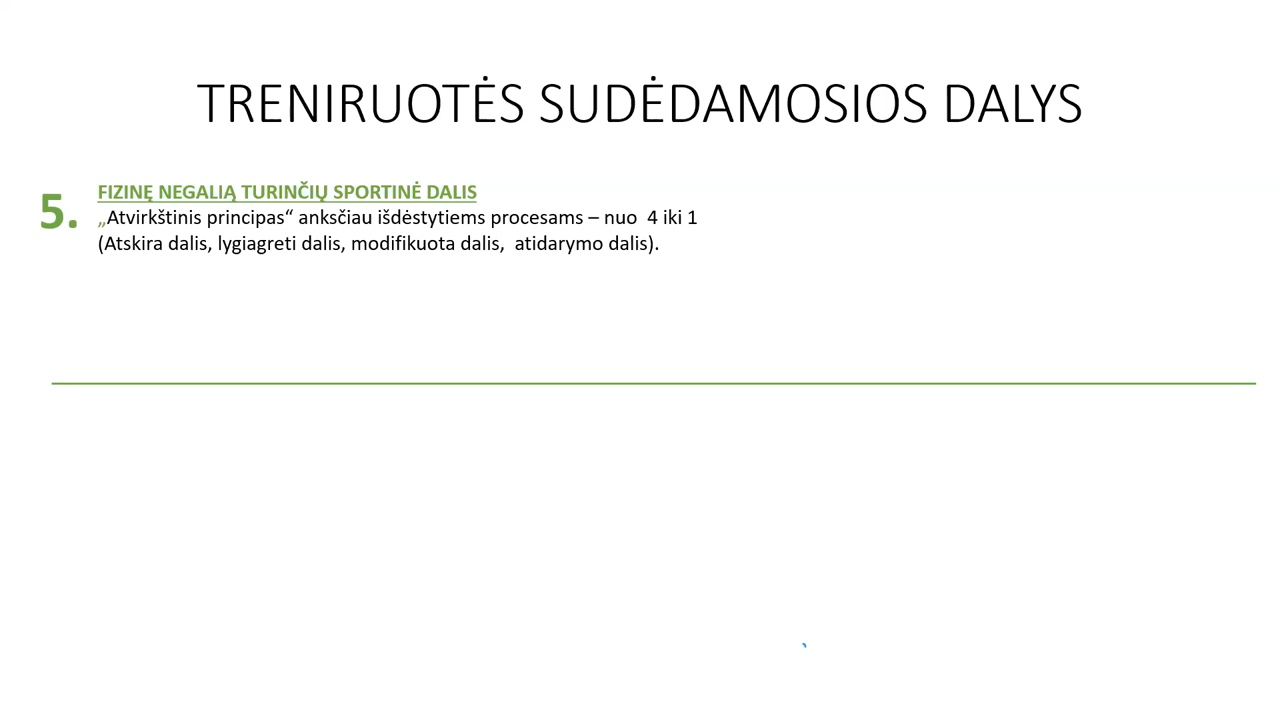 TRENIRUOTĖS SUDĖDAMOSIOS DALYS
5.
FIZINĘ NEGALIĄ TURINČIŲ SPORTINĖ DALIS
„Atvirkštinis principas“ anksčiau išdėstytiems procesams – nuo  4 iki 1
(Atskira dalis, lygiagreti dalis, modifikuota dalis,  atidarymo dalis).